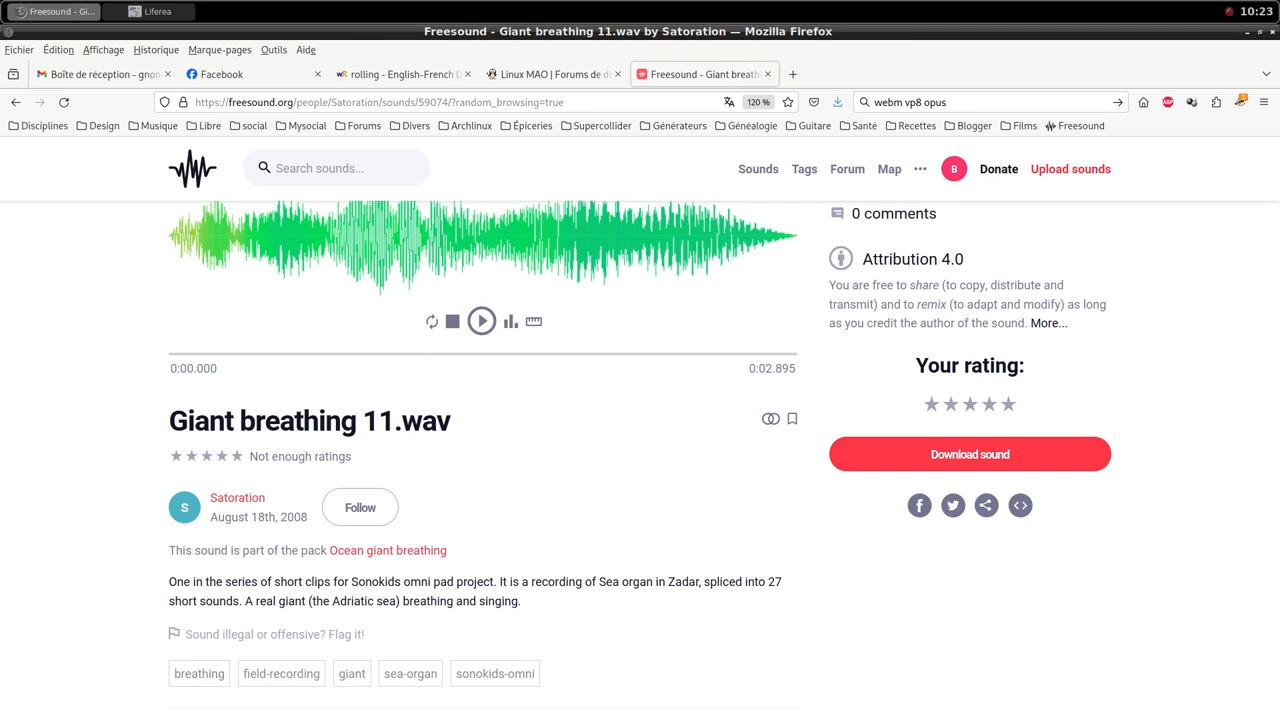 Freesound - Gi...
Liferea
10:23
Freesound - Giant breathing 11.wav by Satoration — Mozilla Firefox
Fichier Édition Affichage Historique Marque-pages Outils Aide
Boîte de réception - gnon
Facebook
rolling - English-French D
Linux MAO | Forums de di
Freesound - Giant breath
https://freesound.org/people/Satoration/sounds/59074/?random_browsing=true
120 %
webm vp8 opus
ABP
Disciplines Design Musique Libre social Mysocial Forums Divers Archlinux Épiceries Supercollider Générateurs Généalogie Guitare Santé Recettes Blogger Films Freesound
Search sounds...
Sounds Tags Forum Map B Donate Upload sounds
0 comments
Attribution 4.0
You are free to share (to copy, distribute and
transmit) and to remix (to adapt and modify) as long
as you credit the author of the sound. More...
0:00.000
0:02.895
Your rating:
Download sound
Giant breathing 11.wav
Not enough ratings
S
Satoration
August 18th, 2008
Follow
This sound is part of the pack Ocean giant breathing
One in the series of short clips for Sonokids omni pad project. It is a recording of Sea organ in Zadar, spliced into 27
short sounds. A real giant (the Adriatic sea) breathing and singing.
Sound illegal or offensive? Flag it!
breathing field-recording giant sea-organ sonokids-omni